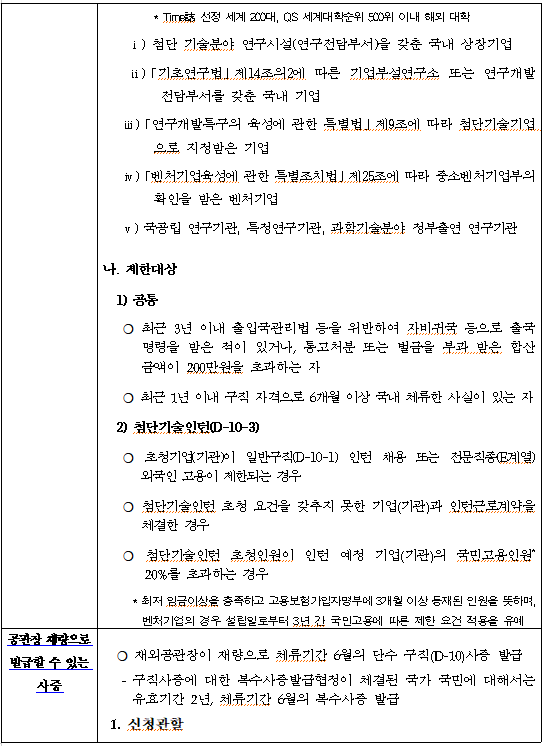 * Time誌 선정 세계 200대, QS 세계대학순위 500위 이내 해외 대학
ⅰ) 첨단 기술분야 연구시설(연구전담부서)을 갖춘 국내 상장기업
ⅱ)「기초연구법」제14조의2에 따른 기업부설연구소 또는 연구개발
전담부서를 갖춘 국내 기업
ⅲ)「연구개발특구의 육성에 관한 특별법」제9조에 따라 첨단기술기업
으로 지정받은 기업
ⅳ)「벤처기업육성에 관한 특별조치법」제25조에 따라 중소벤처기업부의
확인을 받은 벤처기업
ⅴ) 국공립 연구기관, 특정연구기관, 과학기술분야 정부출연 연구기관
나. 제한대상
1) 공통
❍ 최근 3년 이내 출입국관리법 등을 위반하여 자비귀국 등으로 출국
명령을 받은 적이 있거나, 통고처분 또는 벌금을 부과 받은 합산
금액이 200만원을 초과하는 자
❍ 최근 1년 이내 구직 자격으로 6개월 이상 국내 체류한 사실이 있는 자
2) 첨단기술인턴(D-10-3)
❍ 초청기업(기관)이 일반구직(D-10-1) 인턴 채용 또는 전문직종(E계열)
외국인 고용이 제한되는 경우
❍ 첨단기술인턴 초청 요건을 갖추지 못한 기업(기관)과 인턴근로계약을
체결한 경우
❍ 첨단기술인턴 초청인원이 인턴 예정 기업(기관)의 국민고용인원*
20%를 초과하는 경우
* 최저 임금이상을 충족하고 고용보험가입자명부에 3개월 이상 등재된 인원을 뜻하며,
벤처기업의 경우 설립일로부터 3년 간 국민고용에 따른 제한 요건 적용을 유예
공관장 재량으로
발급할 수 있는
사증
❍ 재외공관장이 재량으로 체류기간 6월의 단수 구직(D-10)사증 발급
- 구직사증에 대한 복수사증발급협정이 체결된 국가 국민에 대해서는
유효기간 2년, 체류기간 6월의 복수사증 발급
1. 신청관할